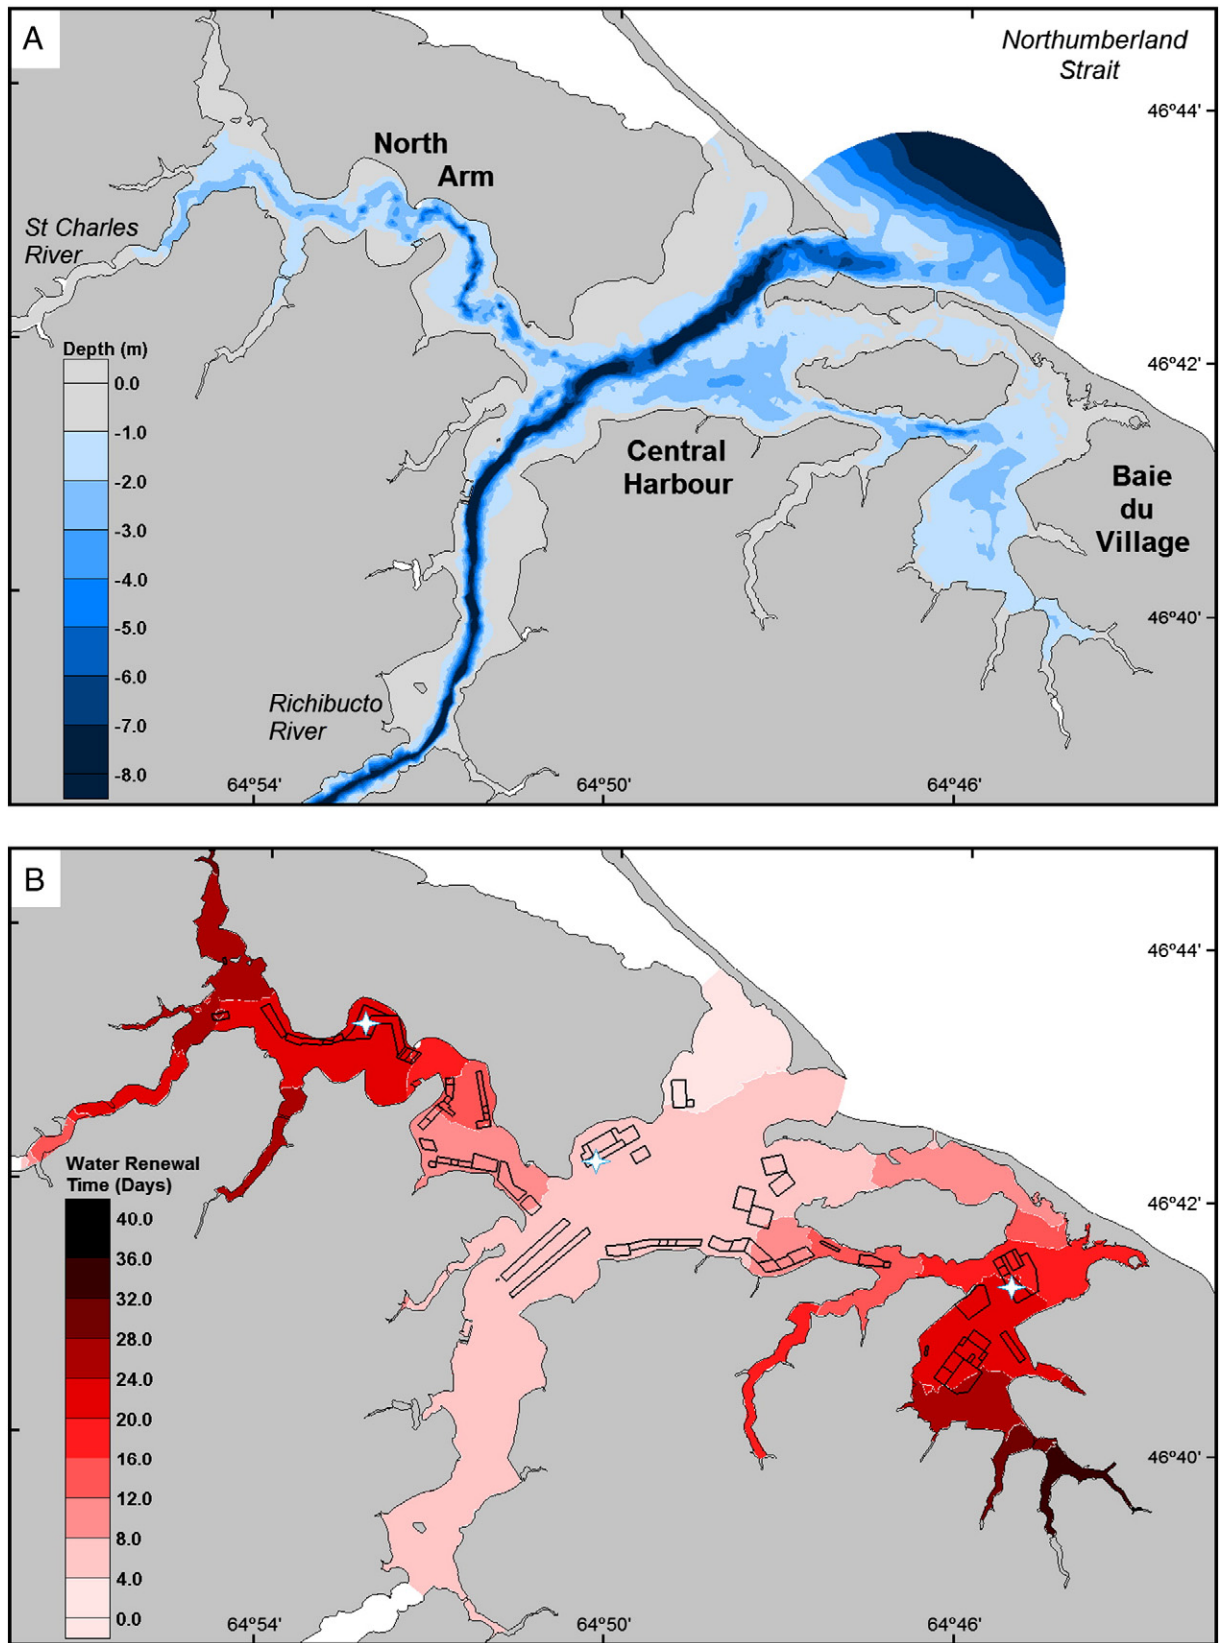 A
Northumberland
Strait
46°44'
North
Arm
St Charles
River
Depth (m)
0.0
-1.0
-2.0
-3.0
-4.0
-5.0
-6.0
-7.0
-8.0
46°42'
Central
Harbour
Baie
du
Village
46°40'
Richibucto
River
64°54'
64°50'
64°46'
B
46°44'
Water Renewal
Time (Days)
40.0
36.0
32.0
28.0
24.0
20.0
16.0
12.0
8.0
4.0
0.0
46°42'
46°40'
64°54'
64°50'
64°46'